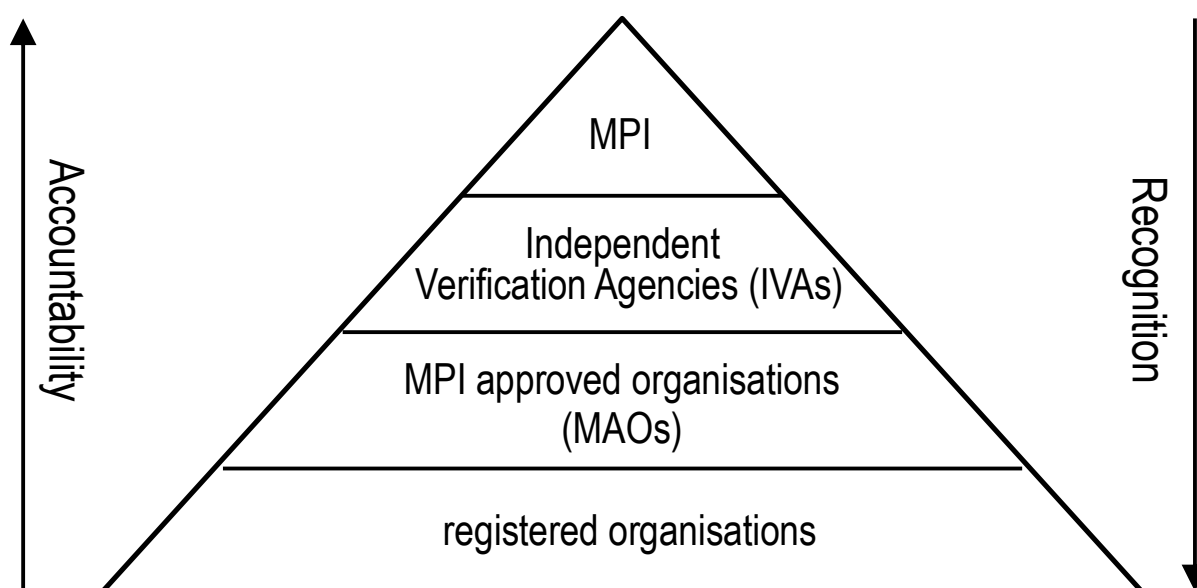 MPI
Independent
Verification Agencies (IVAs)
MPI approved organisations
(MAOs)
registered organisations
Accountability
Recognition